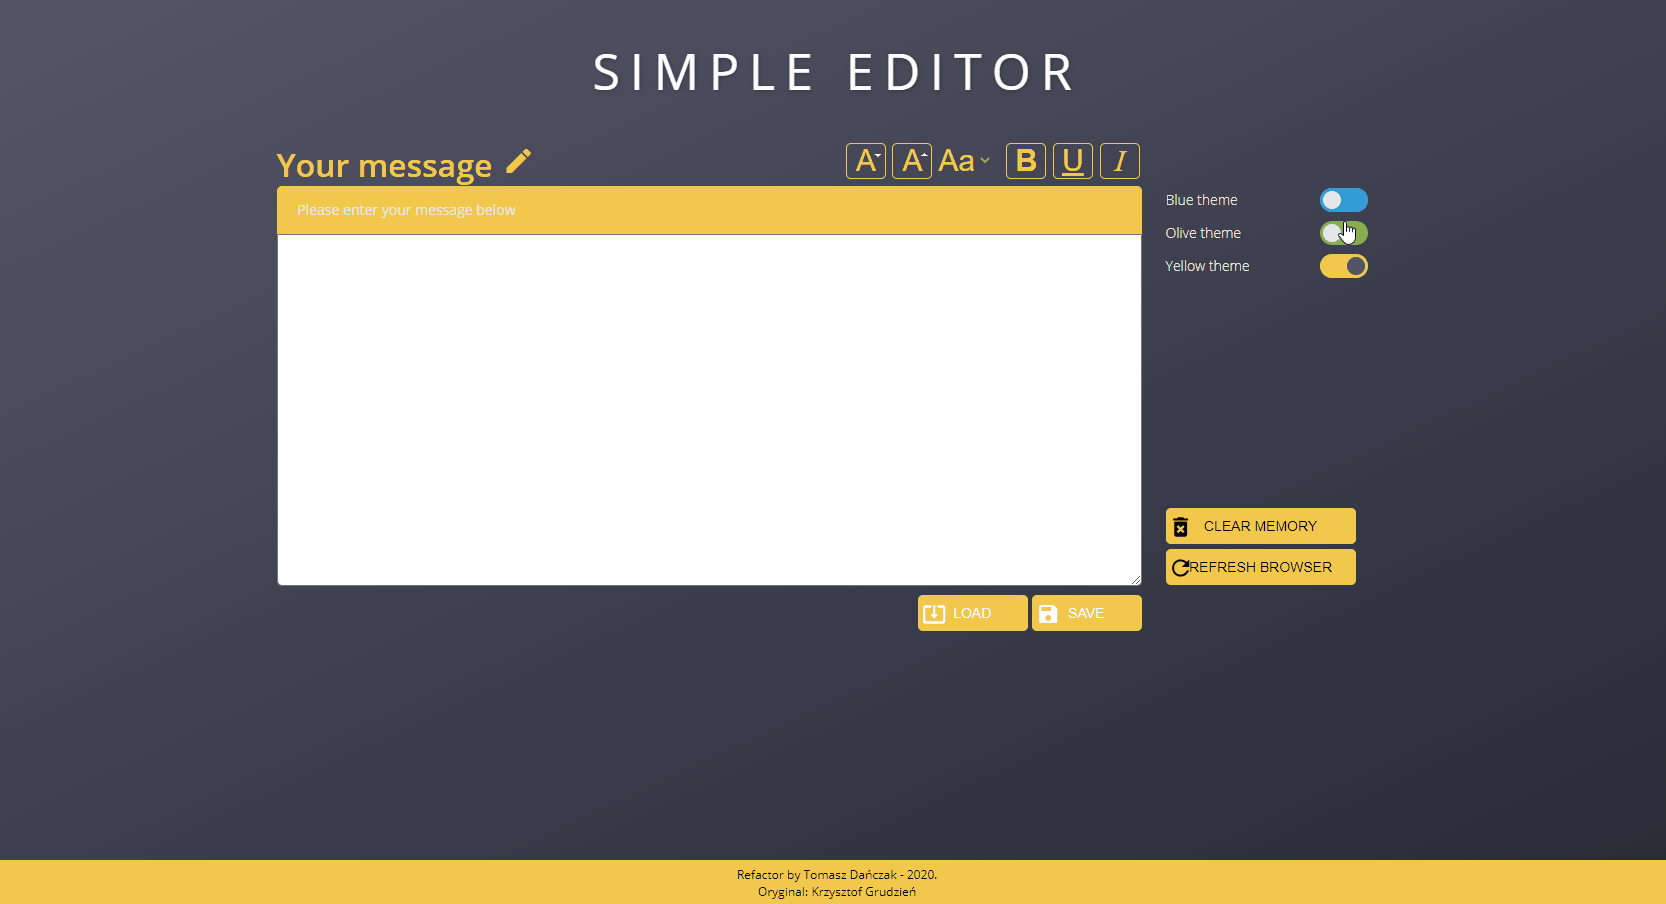 SIMPLE EDITOR
Your message
A A Aa B U I
Please enter your message below
Blue theme
Olive theme
Yellow theme
CLEAR MEMORY
REFRESH BROWSER
LOAD SAVE
Refactor by Tomasz Dańczak - 2020.
Oryginal: Krzysztof Grudzień